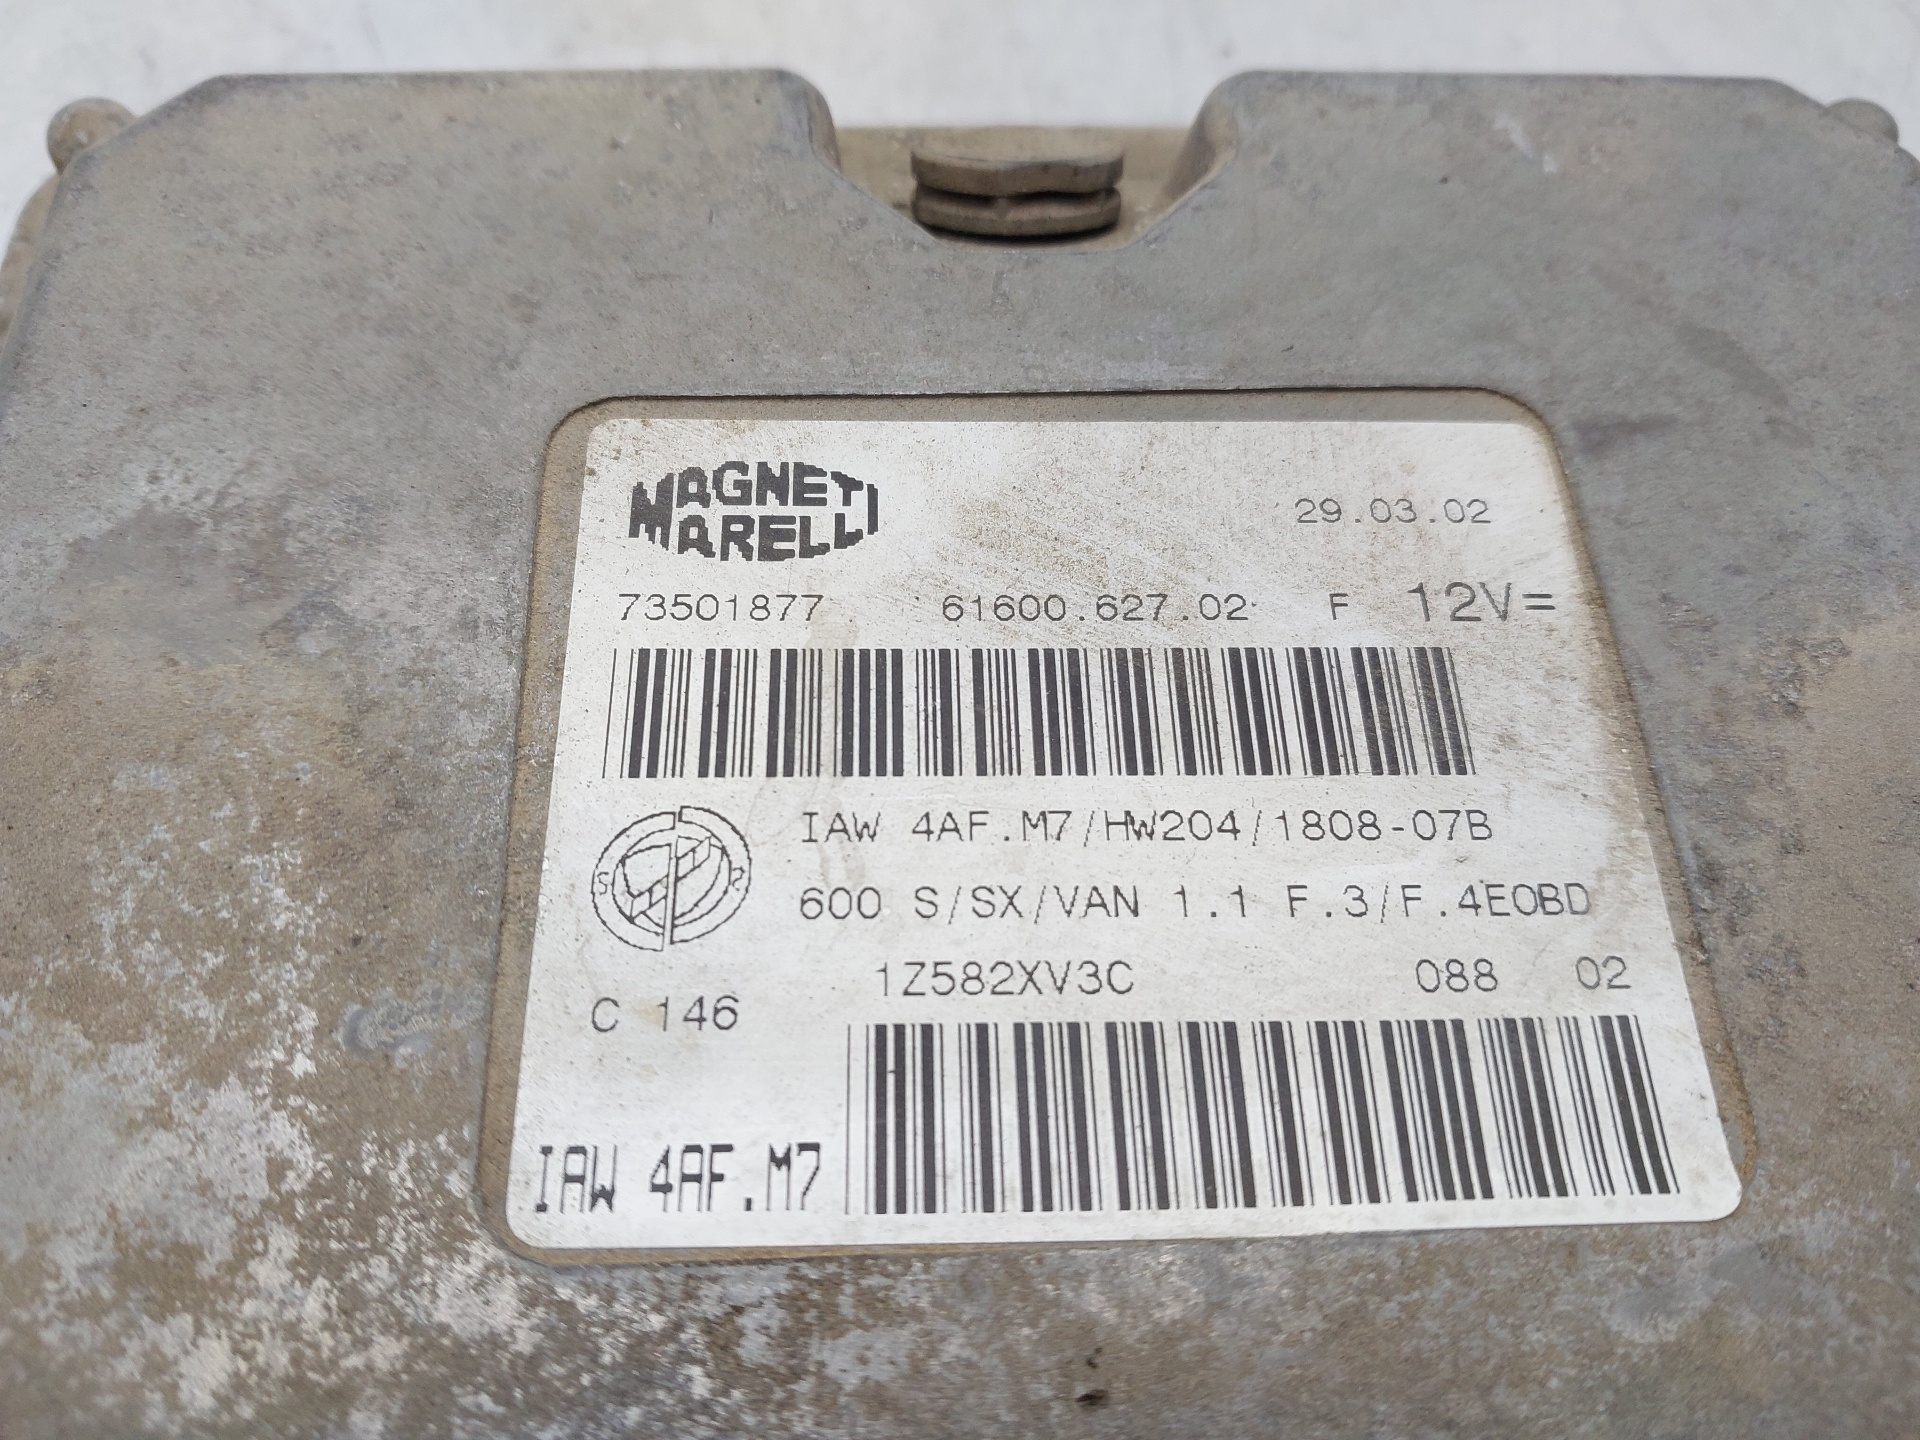 MAGNETI
MARELLI
29.03.02
73501877 61600.627.02 F 12V=
IAW 4AF.M7/HW204/1808-07B
600 S/SX/VAN 1.1 F.3/F.4EOBD
1Z582XV3C 088 02
C 146
IAW 4AF.M7